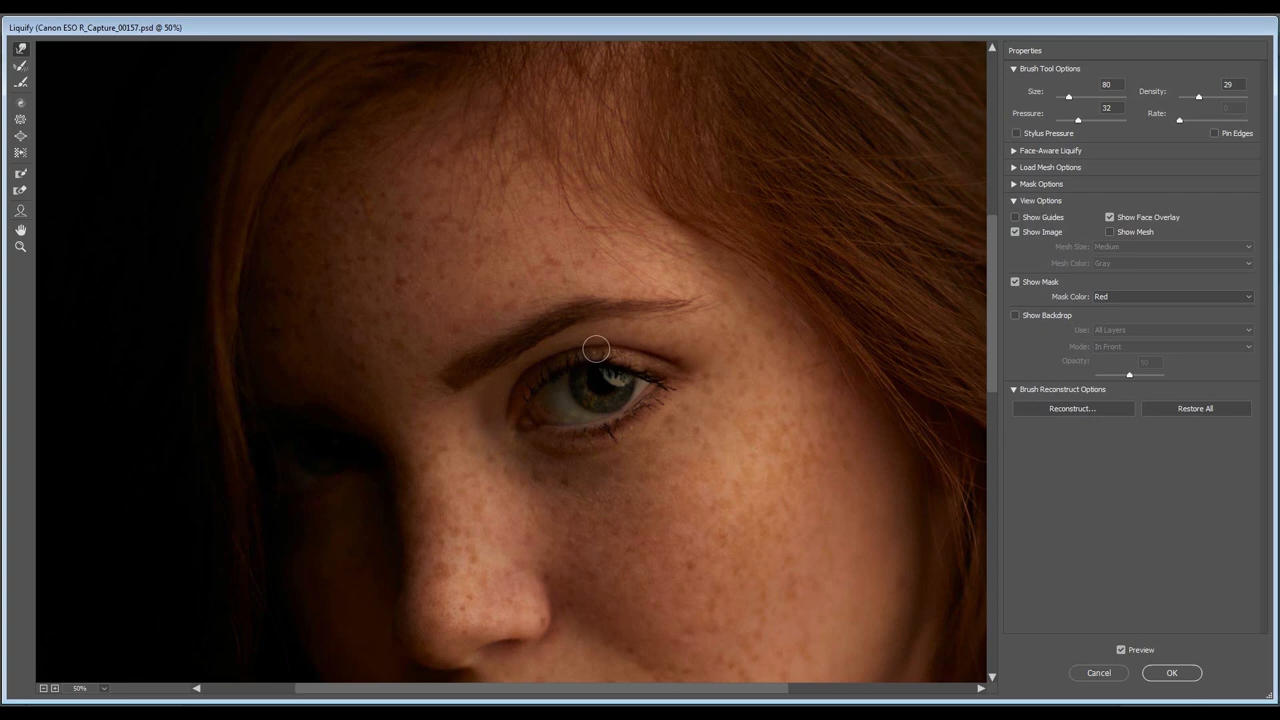 Liquify (Canon ESO R_Capture_00157.psd @ 50%)
Properties
Brush Tool Options
Size: 80 Density: 29
Pressure: 32 Rate: 0
Stylus Pressure Pin Edges
Face-Aware Liquify
Load Mesh Options
Mask Options
View Options
Show Guides Show Face Overlay
Show Image Show Mesh
Mesh Size: Medium
Mesh Color: Gray
Show Mask
Mask Color: Red
Show Backdrop
Use: All Layers
Mode: In Front
Opacity: 50
Brush Reconstruct Options
Reconstruct... Restore All
Preview
Cancel OK
50%